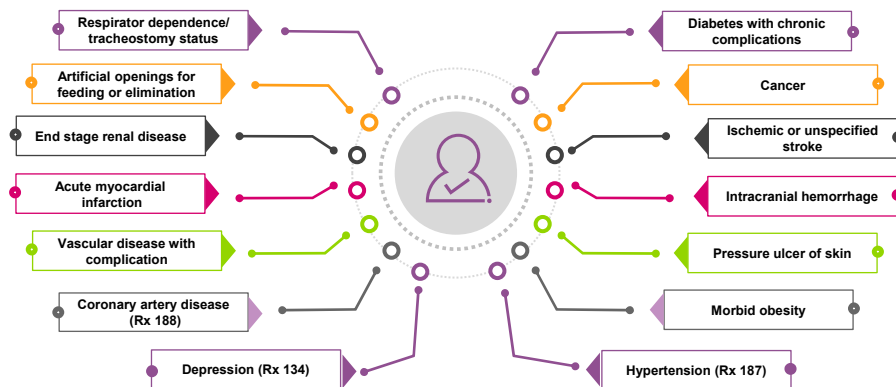 Respirator dependence/
tracheostomy status
Artificial openings for
feeding or elimination
End stage renal disease
Acute myocardial
infarction
Vascular disease with
complication
Coronary artery disease
(Rx 188)
Depression (Rx 134)
Diabetes with chronic
complications
Cancer
Ischemic or unspecified
stroke
Intracranial hemorrhage
Pressure ulcer of skin
Morbid obesity
Hypertension (Rx 187)